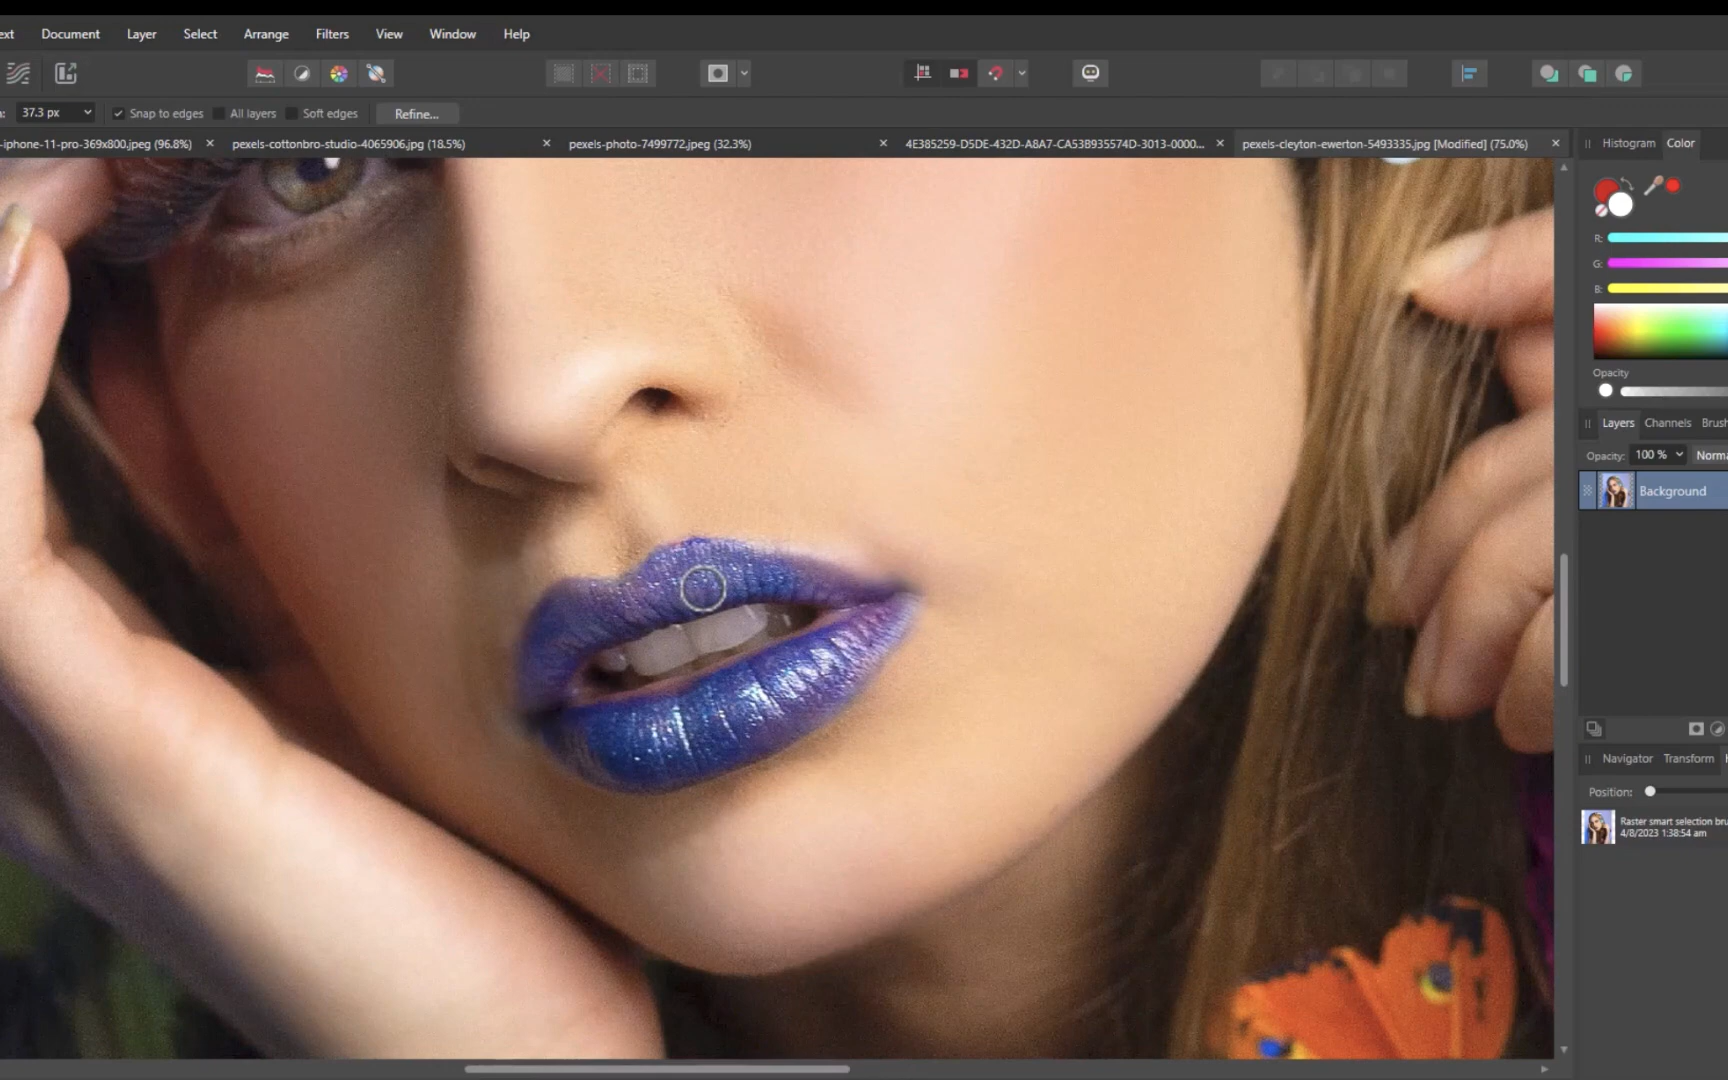 ext Document Layer Select Arrange Filters View Window Help
n: 37.3 px Snap to edges All layers Soft edges Refine...
-iphone-11-pro-369x800.jpeg (96.8%) pexels-cottonbro-studio-4065906.jpg (18.5%) pexels-photo-7499772.jpeg (32.3%) 4E385259-D5DE-432D-A8A7-CA53B935574D-3013-0000... pexels-cleyton-ewerton-5493335.jpg [Modified] (75.0%)
Histogram Color
R:
G:
B:
Opacity
Layers Channels Brush
Opacity: 100 % Norma
Background
Navigator Transform
Position:
Raster smart selection bru
4/8/2023 1:38:54 am